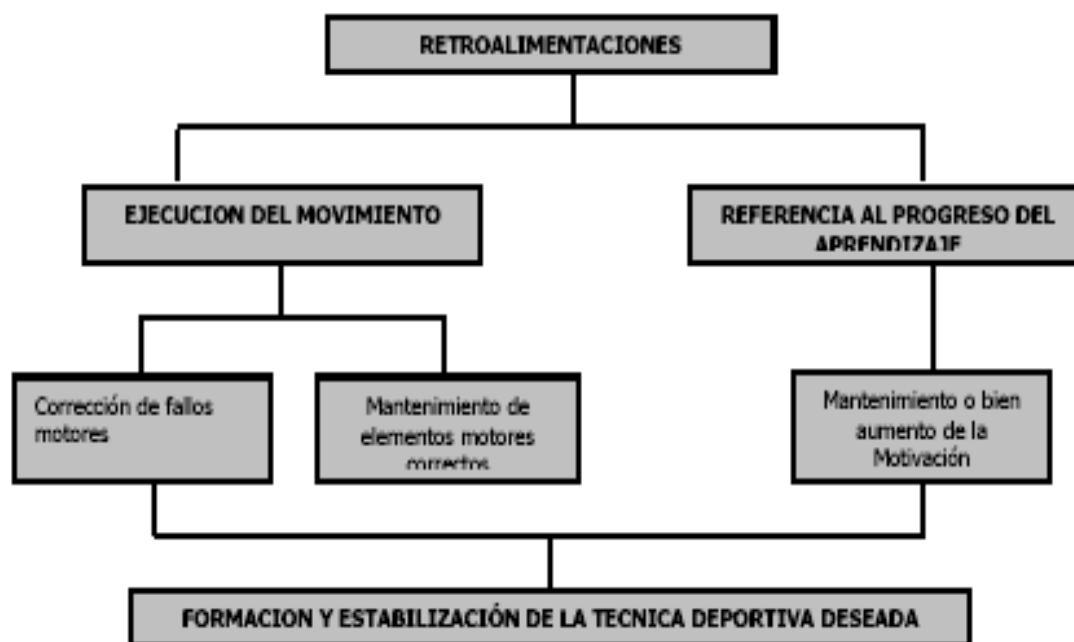 RETROALIMENTACIONES
EJECUCION DEL MOVIMIENTO
REFERENCIA AL PROGRESO DEL
APRENDIZAJE
Corrección de fallos
motores
Mantenimiento de
elementos motores
correctos
Mantenimiento o bien
aumento de la
Motivación
FORMACION Y ESTABILIZACIÓN DE LA TECNICA DEPORTIVA DESEADA